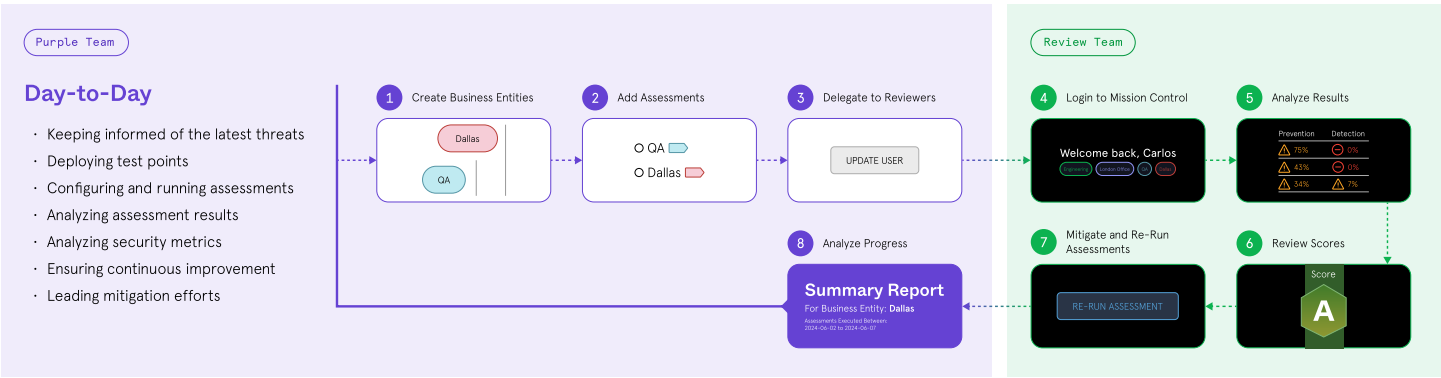 Purple Team
Day-to-Day
· Keeping informed of the latest threats
· Deploying test points
· Configuring and running assessments
· Analyzing assessment results
· Analyzing security metrics
· Ensuring continuous improvement
· Leading mitigation efforts
1 Create Business Entities
Dallas
QA
2 Add Assessments
QA
Dallas
3 Delegate to Reviewers
UPDATE USER
8 Analyze Progress
Summary Report
For Business Entity: Dallas
Assessments Executed Between:
2024-06-02 to 2024-06-07
Review Team
4 Login to Mission Control
Welcome back, Carlos
Engineering London Office QA Dallas
5 Analyze Results
Prevention Detection
75% 0%
43% 0%
34% 7%
7 Mitigate and Re-Run
Assessments
RE-RUN ASSESSMENT
6 Review Scores
Score
A